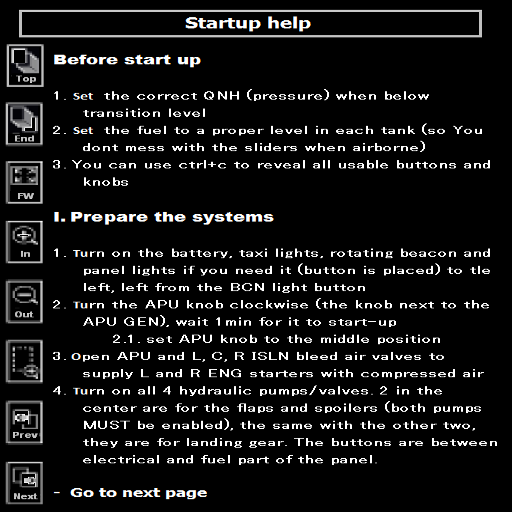 Startup help
Top
Before start up
1. Set the correct QNH (pressure) when below
transition level
End
2. Set the fuel to a proper level in each tank (so You
dont mess with the sliders when airborne)
3. You can use ctrl+c to reveal all usable buttons and
knobs
FW
I. Prepare the systems
In
1. Turn on the battery, taxi lights, rotating beacon and
panel lights if you need it (button is placed) to tle
left, left from the BCN light button
2. Turn the APU knob clockwise (the knob next to the
APU GEN), wait 1min for it to start-up
Out
2.1. set APU knob to the middle position
3. Open APU and L, C, R ISLN bleed air valves to
supply L and R ENG starters with compressed air
4. Turn on all 4 hydraulic pumps/valves. 2 in the
center are for the flaps and spoilers (both pumps
MUST be enabled), the same with the other two,
Prev
they are for landing gear. The buttons are between
electrical and fuel part of the panel.
Next
- Go to next page